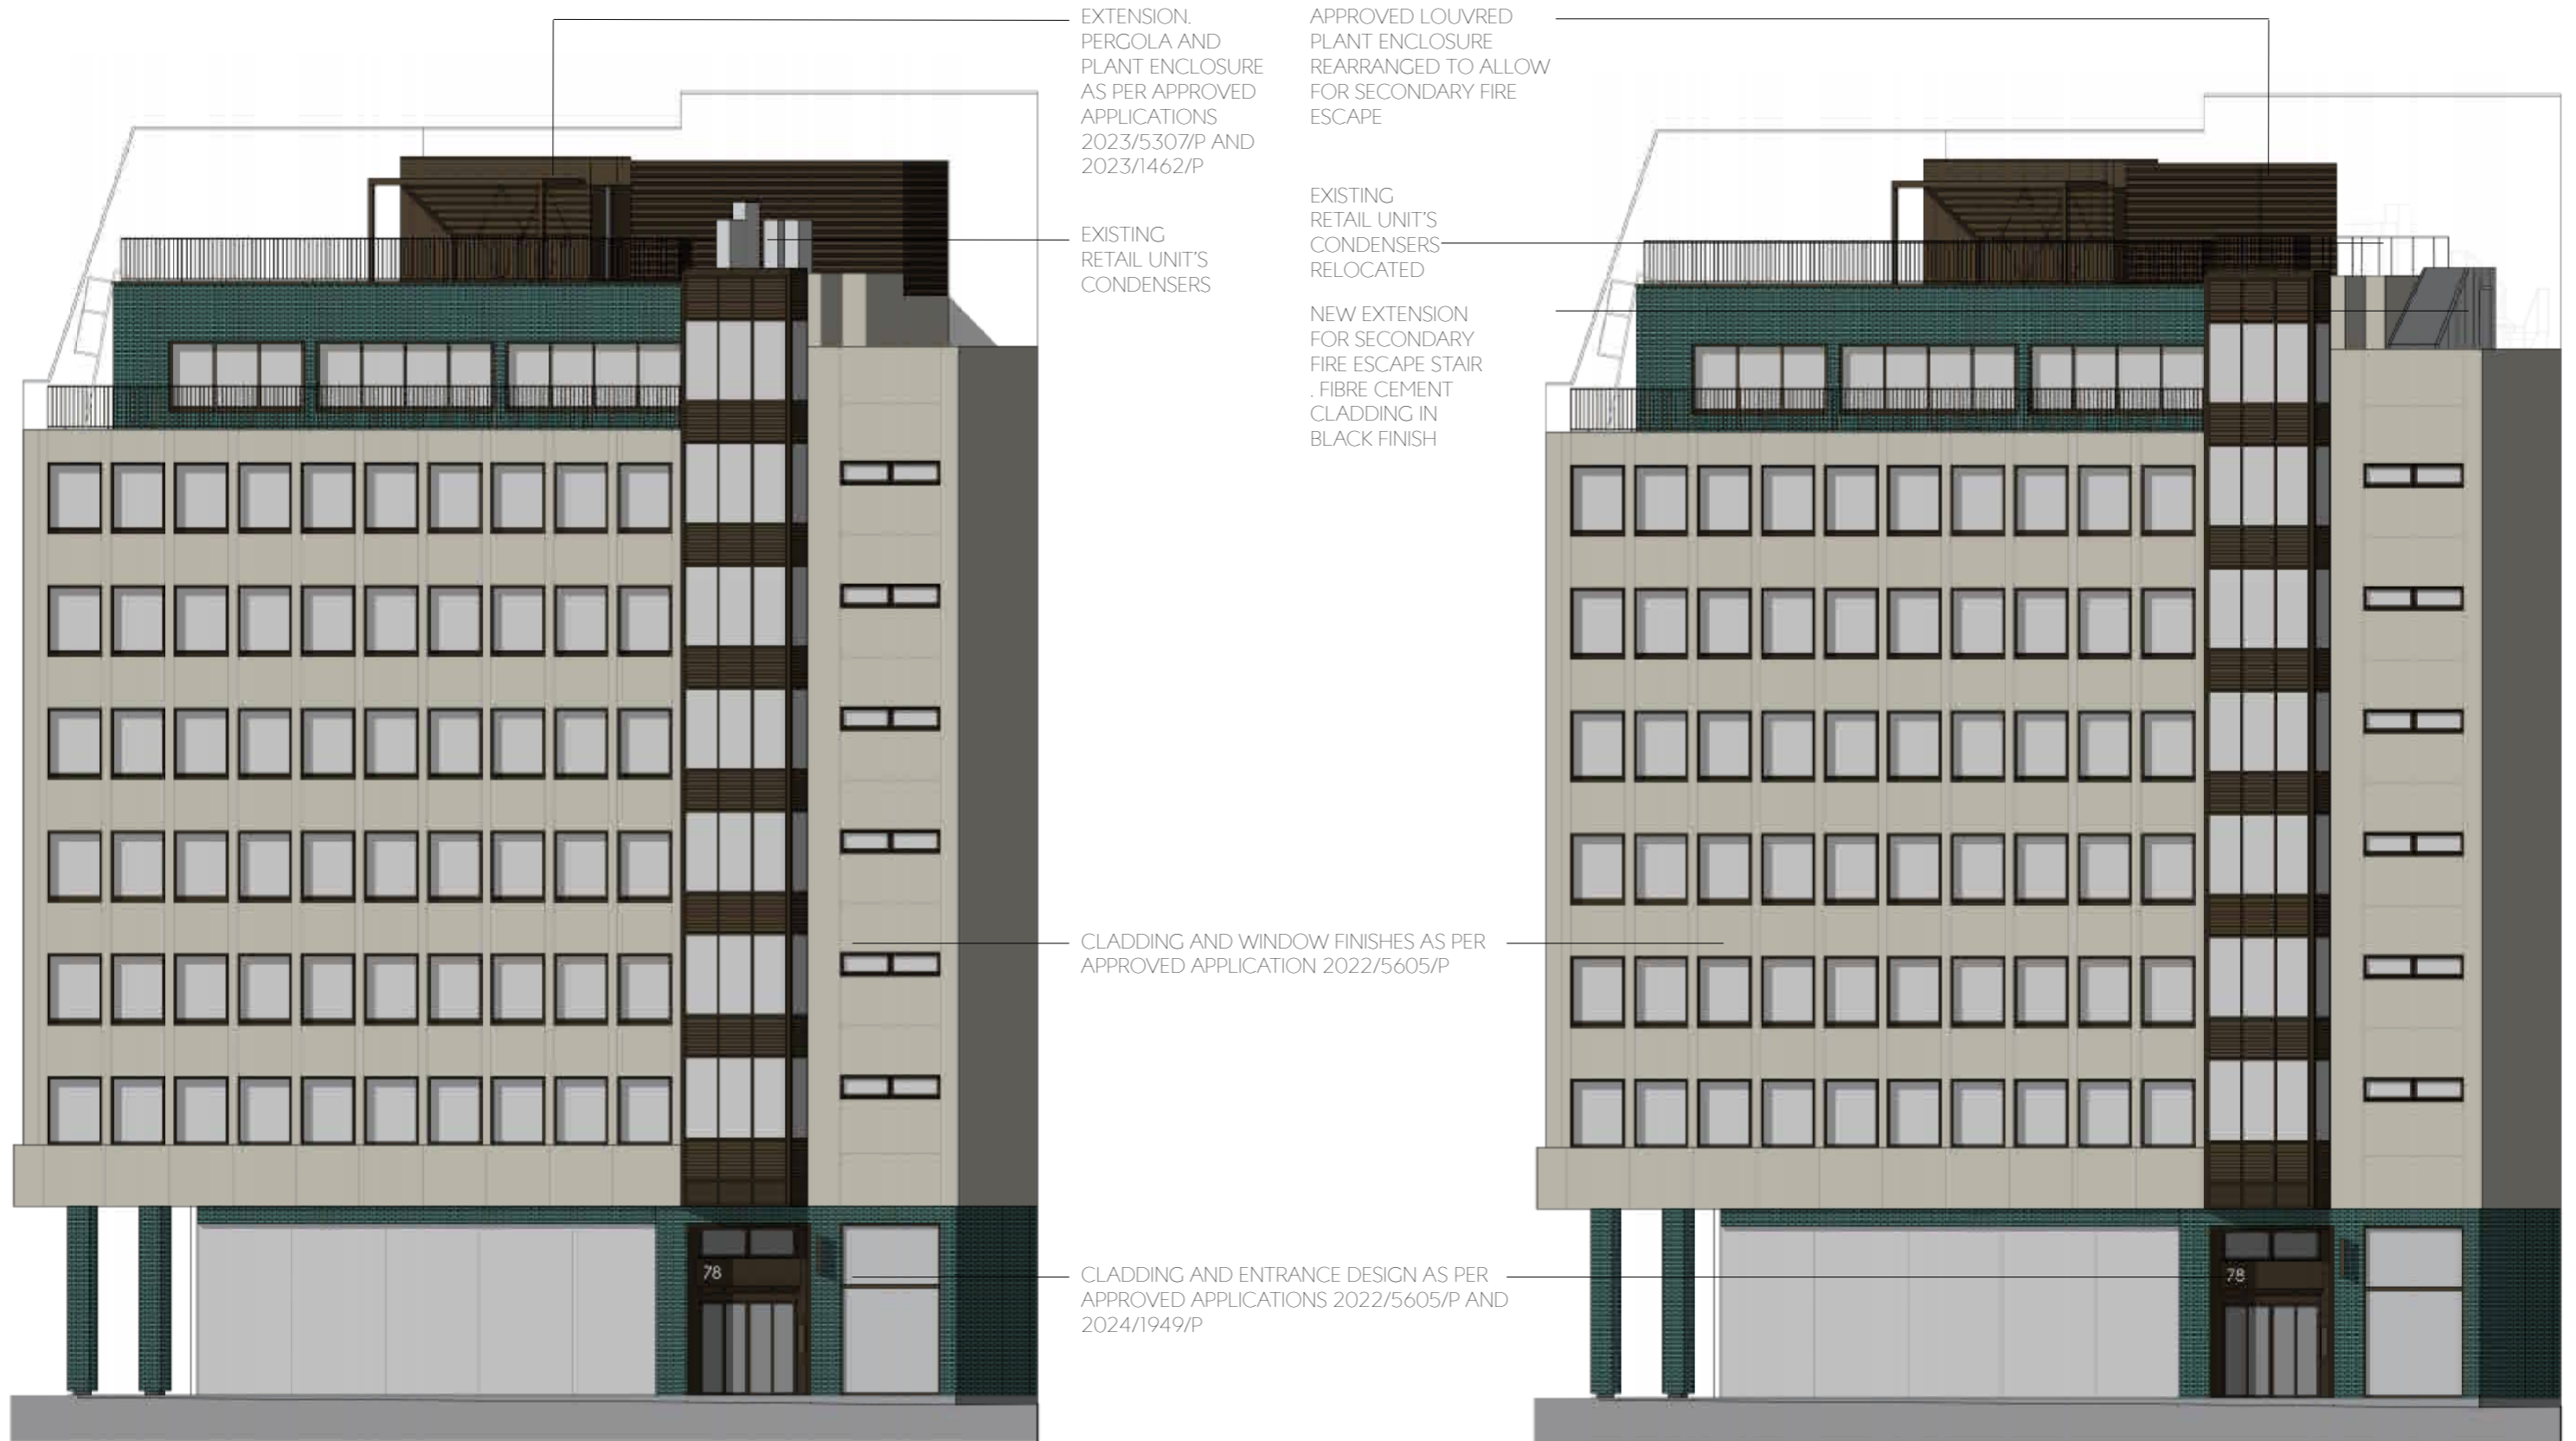 EXTENSION.
PERGOLA AND
PLANT ENCLOSURE
AS PER APPROVED
APPLICATIONS
2023/5307/P AND
2023/1462/P
EXISTING
RETAIL UNIT'S
CONDENSERS
APPROVED LOUVRED
PLANT ENCLOSURE
REARRANGED TO ALLOW
FOR SECONDARY FIRE
ESCAPE
EXISTING
RETAIL UNIT'S
CONDENSERS
RELOCATED
NEW EXTENSION
FOR SECONDARY
FIRE ESCAPE STAIR
. FIBRE CEMENT
CLADDING IN
BLACK FINISH
CLADDING AND WINDOW FINISHES AS PER
APPROVED APPLICATION 2022/5605/P
CLADDING AND ENTRANCE DESIGN AS PER
APPROVED APPLICATIONS 2022/5605/P AND
2024/1949/P
78
78